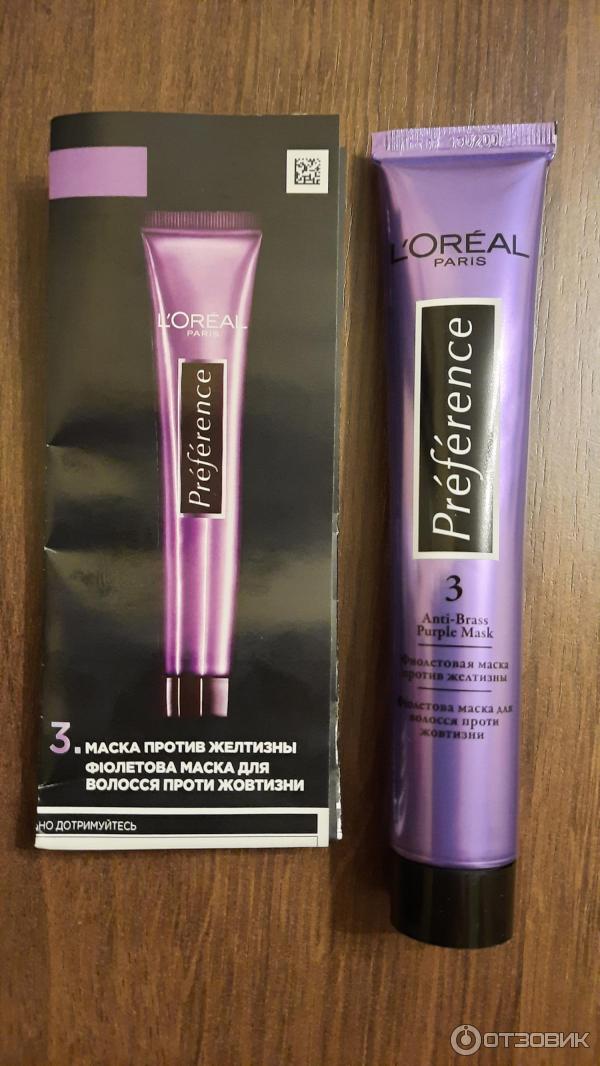 L'ORÉAL
PARIS
Préférence
3. МАСКА ПРОТИВ ЖЕЛТИЗНЫ
ФІОЛЕТОВА МАСКА ДЛЯ
ВОЛОССЯ ПРОТИ ЖОВТИЗНИ
НО ДОТРИМУЙТЕСЬ
L'ORÉAL
PARIS
Préférence
3
Anti-Brass
Purple Mask
Фиолетовая маска
против желтизны
Фіолетова маска для
волосся проти
жовтизни
ОТЗОВИК